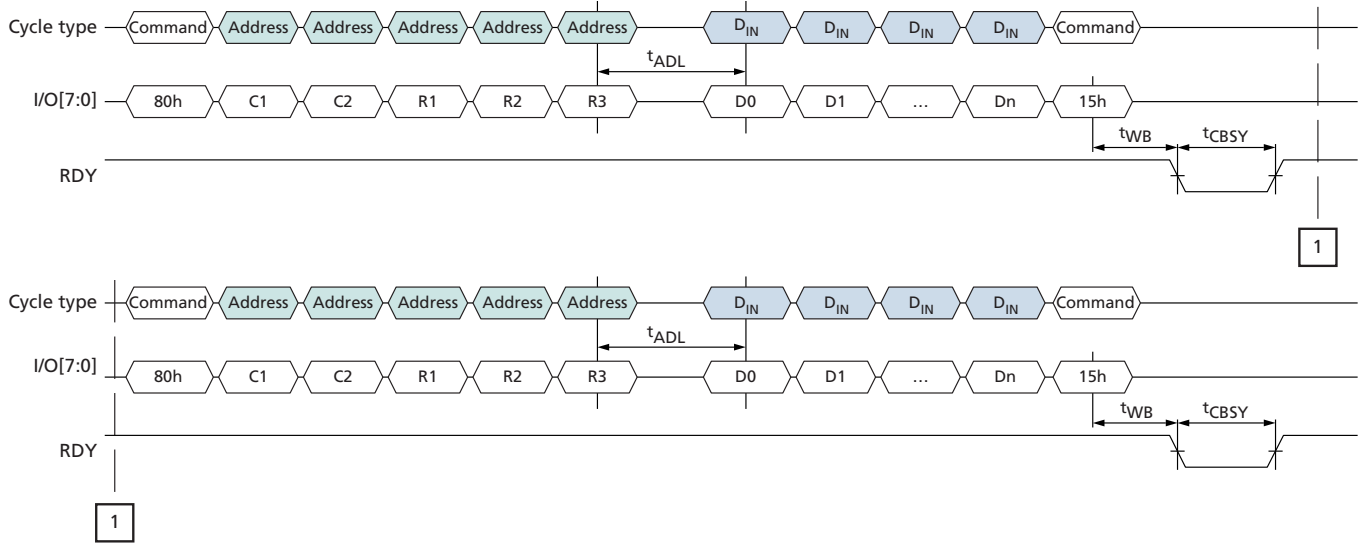 Cycle type Command Address Address Address Address Address DIN DIN DIN DIN Command
tADL
I/O[7:0] 80h C1 C2 R1 R2 R3 D0 D1 ... Dn 15h
tWB tCBSY
RDY
1
Cycle type Command Address Address Address Address Address DIN DIN DIN DIN Command
tADL
I/O[7:0] 80h C1 C2 R1 R2 R3 D0 D1 ... Dn 15h
tWB tCBSY
RDY
1